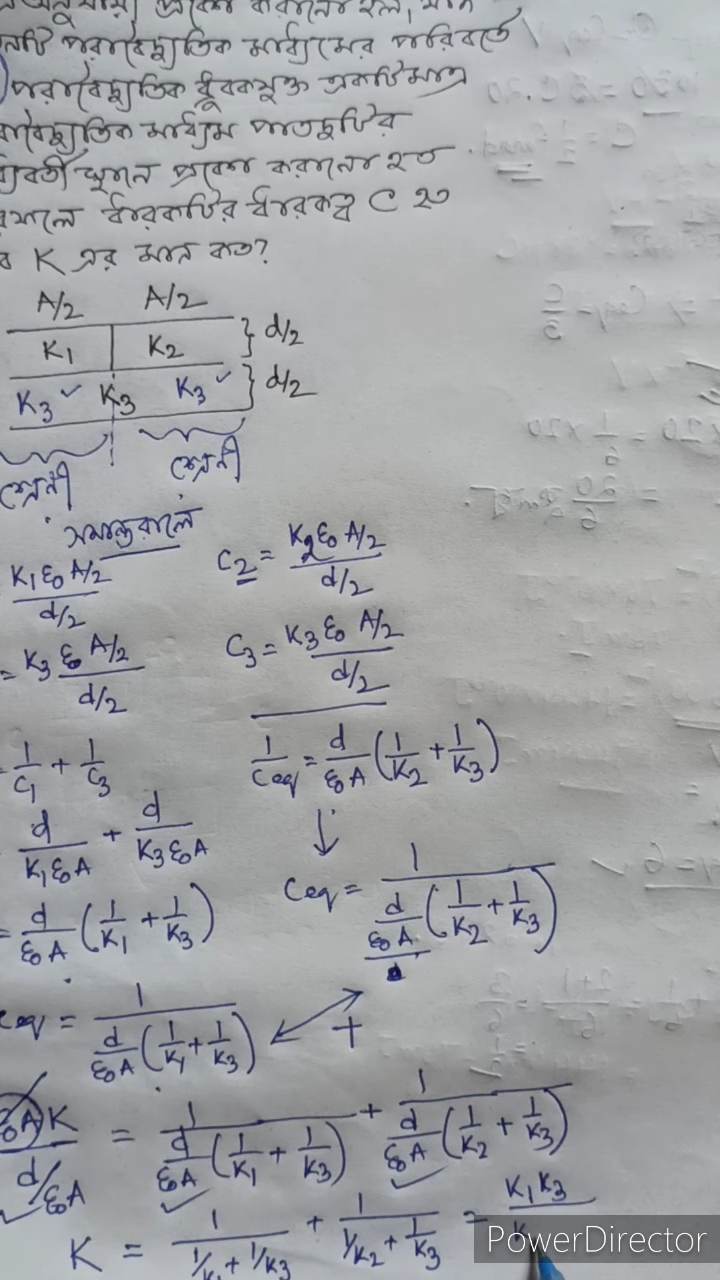 পরাবৈদ্যুতিক মাধ্যমের পরিবর্তে
পরাবৈদ্যুতিক ধ্রুবকযুক্ত একটিমাত্র
মাধ্যম পাতদুটির
স্থানে প্রবেশ করানো হত
ধারকটির ধারকত্ব C হত
K এর মান কত?
A/2 A/2
K1 K2 } d/2
K3 ✓ K3 K3 ✓ } d/2
শ্রেনী শ্রেনী
সমান্তরালে
K1 ε0 A/2 / d/2 C2 = K2 ε0 A/2 / d/2
= K3 ε0 A/2 / d/2 C3 = K3 ε0 A/2 / d/2
= 1/C1 + 1/C3 1/Ceq = d/ε0A (1/K2 + 1/K3)
d/K1ε0A + d/K3ε0A ↓
= d/ε0A (1/K1 + 1/K3) Ceq = 1 / d/ε0A (1/K2 + 1/K3)
Ceq = 1 / d/ε0A (1/K1 + 1/K3) +
ε0AK / d/ε0A = 1 / d/ε0A (1/K1 + 1/K3) + 1 / d/ε0A (1/K2 + 1/K3)
K = 1 / 1/K1 + 1/K3 + 1 / 1/K2 + 1/K3 = K1K3
PowerDirector